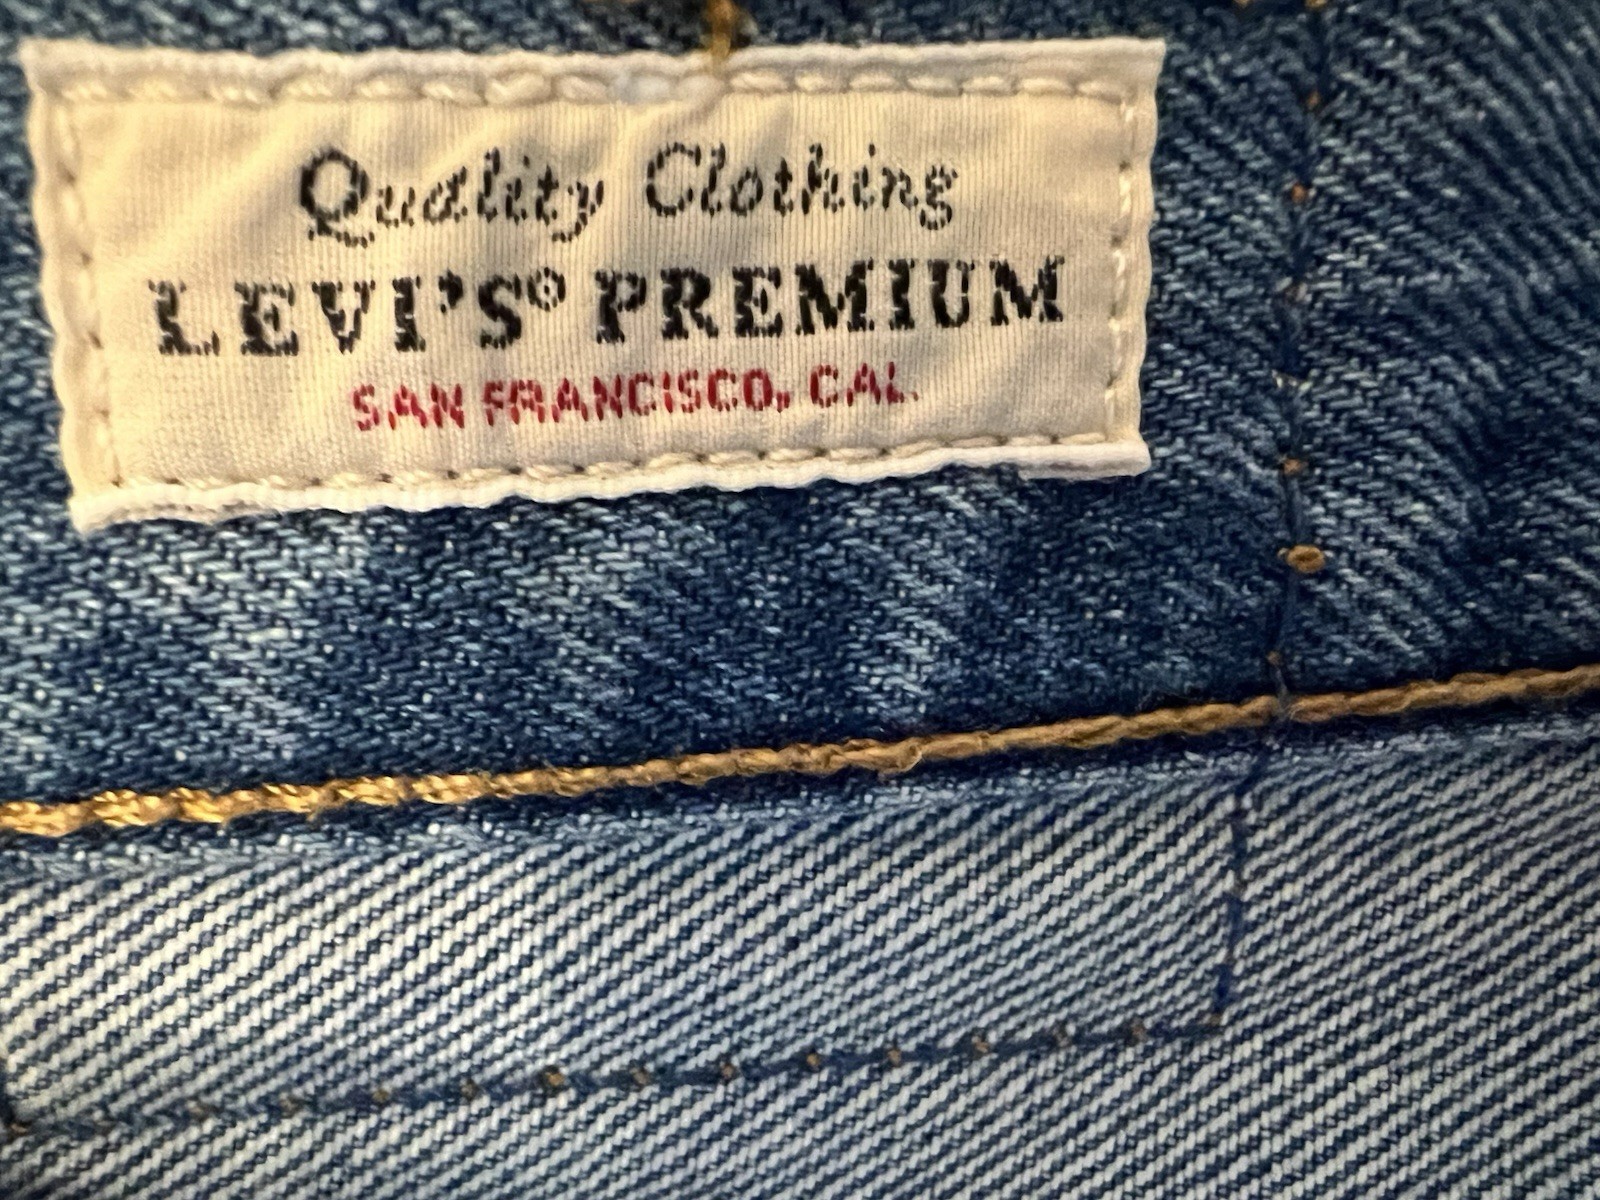 Quality Clothing
LEVI'S® PREMIUM
SAN FRANCISCO, CAL.